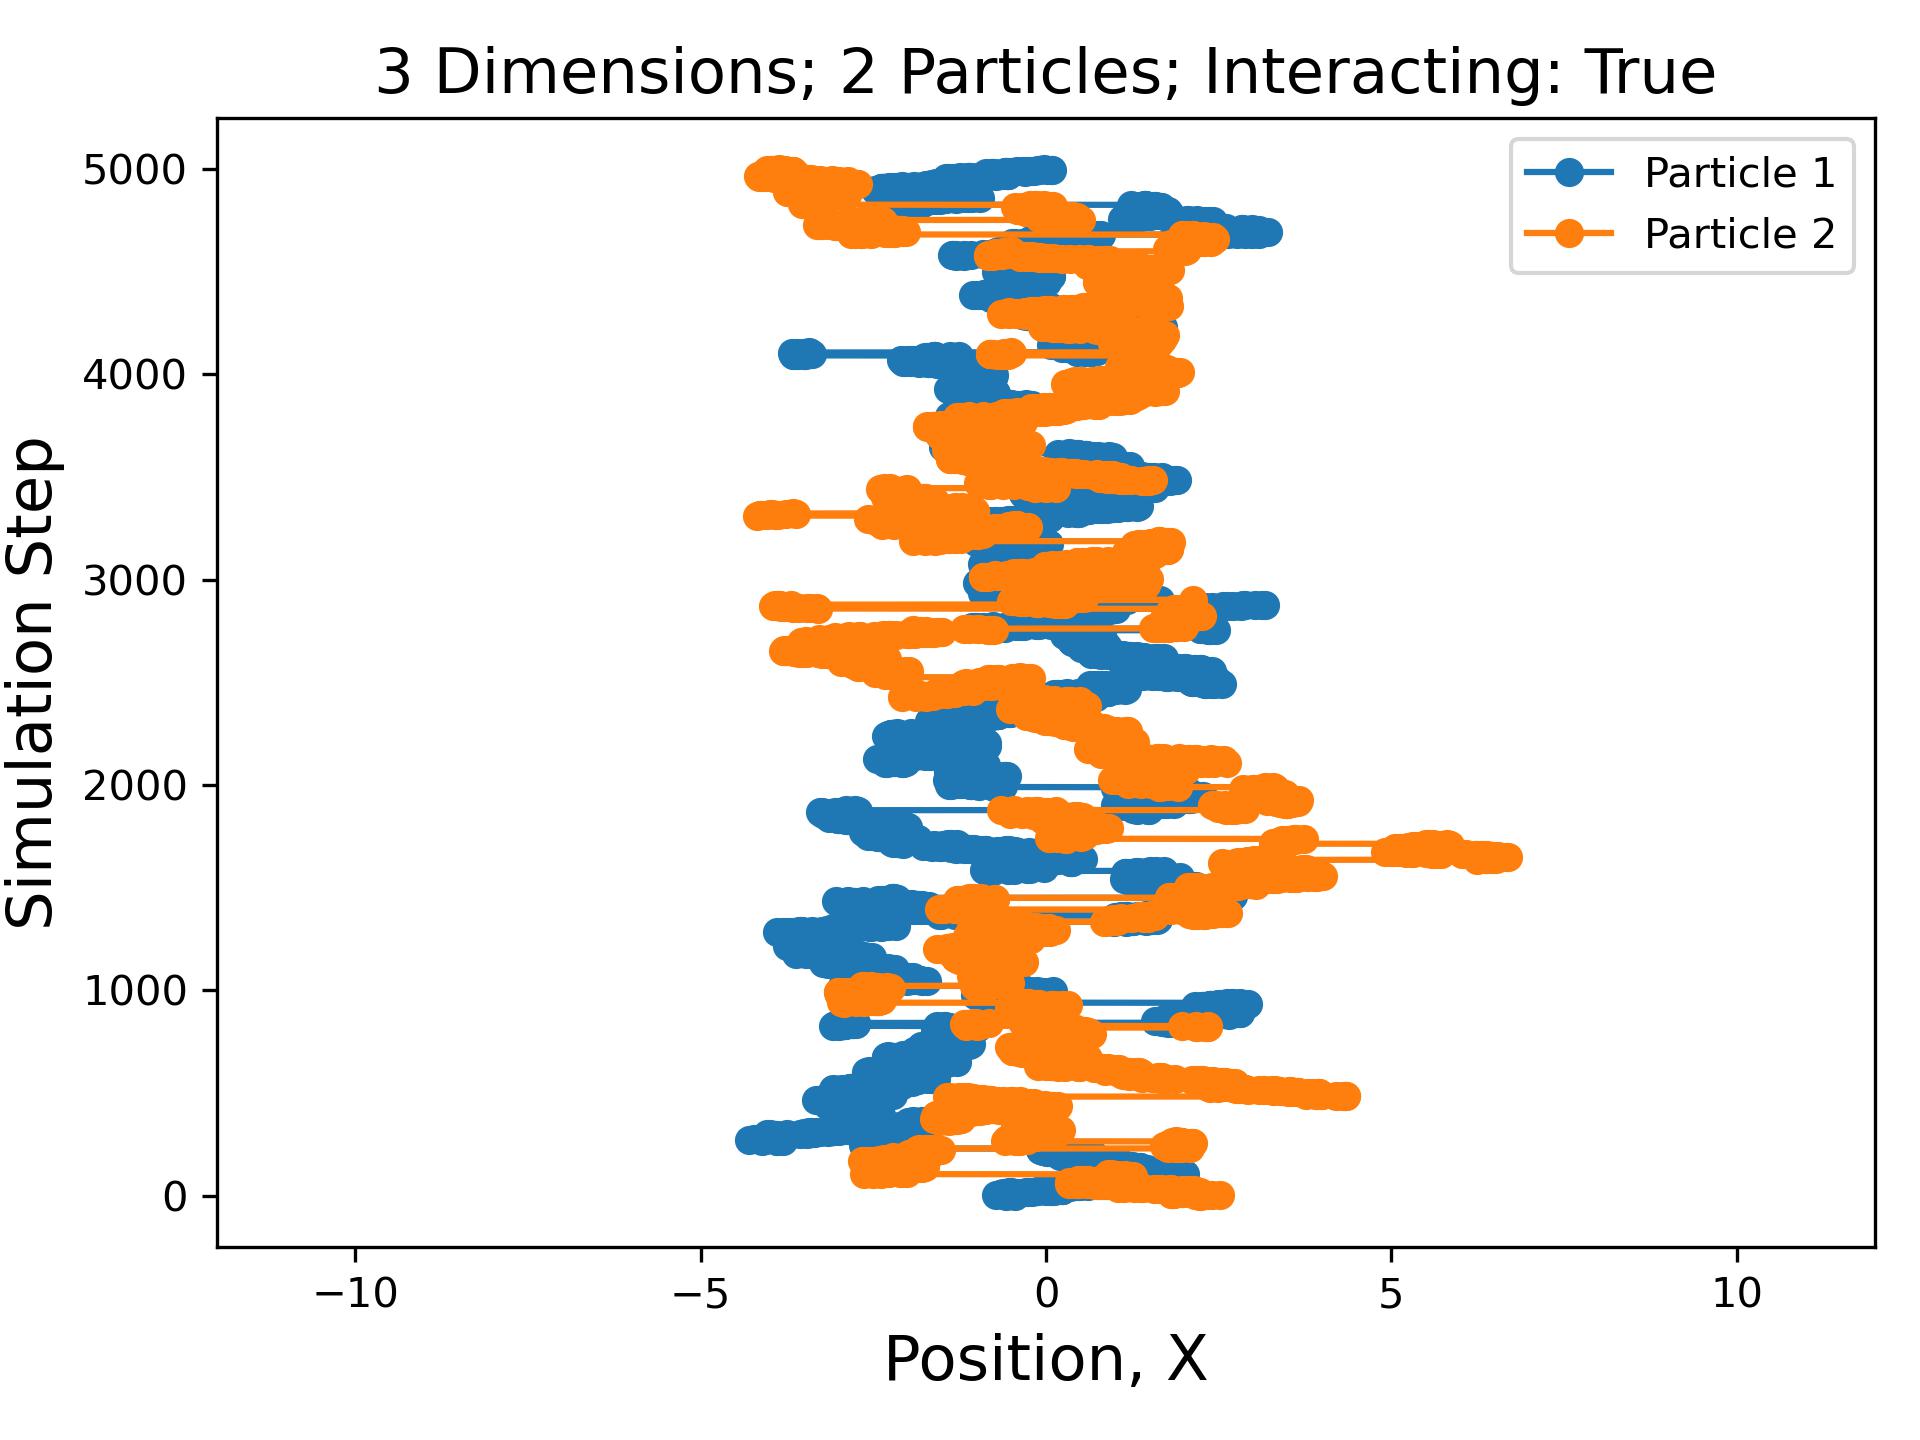 3 Dimensions; 2 Particles; Interacting: True
Particle 1
Particle 2
5000
4000
3000
2000
1000
0
Simulation Step
−10
−5
0
5
10
Position, X